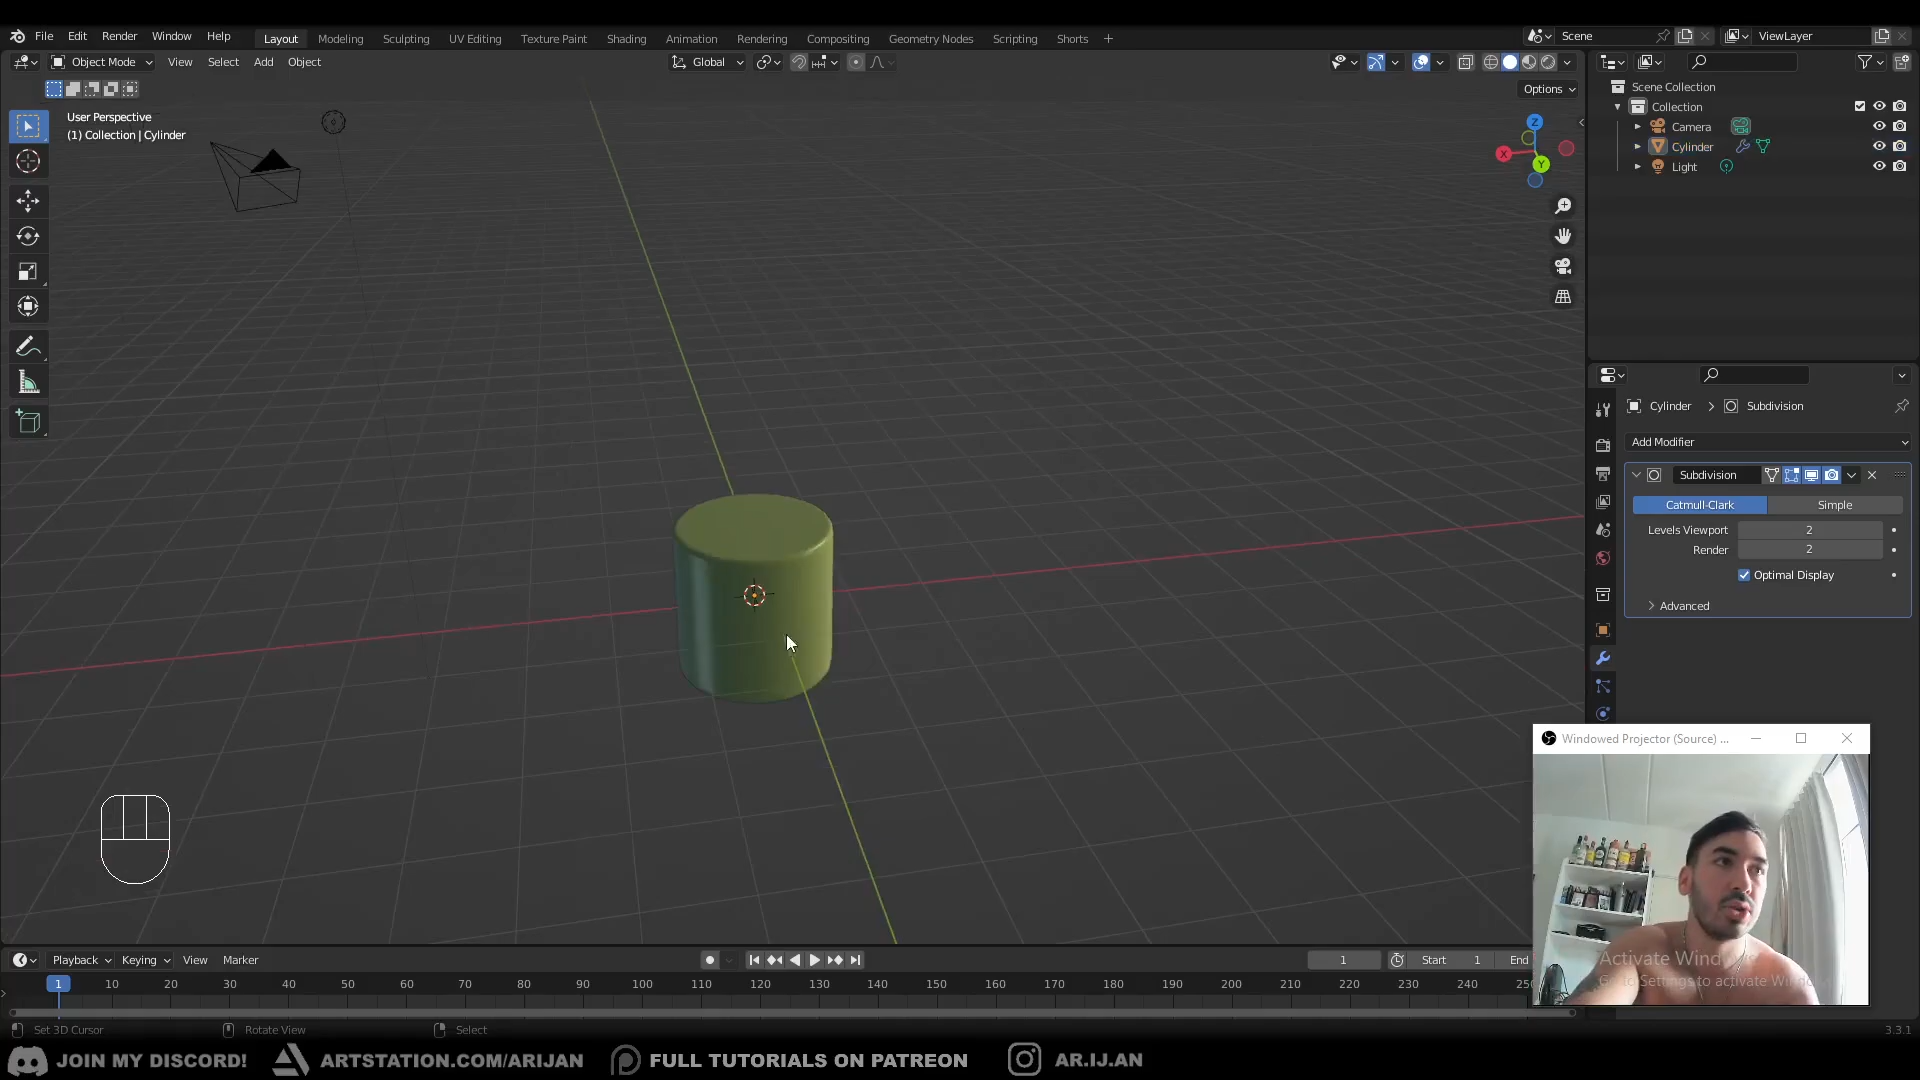 File Edit Render Window Help
Layout Modeling Sculpting UV Editing Texture Paint Shading Animation Rendering Compositing Geometry Nodes Scripting Shorts +
Scene
ViewLayer
Object Mode View Select Add Object
Global
Options
User Perspective
(1) Collection | Cylinder
Z
X
Y
Scene Collection
Collection
Camera
Cylinder
Light
Cylinder > Subdivision
Add Modifier
Subdivision
Catmull-Clark Simple
Levels Viewport 2
Render 2
Optimal Display
Advanced
Windowed Projector (Source) ...
Activate Windows
Go to Settings to activate Windows
Playback Keying View Marker
1 Start 1 End
1 10 20 30 40 50 60 70 80 90 100 110 120 130 140 150 160 170 180 190 200 210 220 230 240
Set 3D Cursor Rotate View Select
3.3.1
JOIN MY DISCORD! ARTSTATION.COM/ARIJAN FULL TUTORIALS ON PATREON AR.IJ.AN